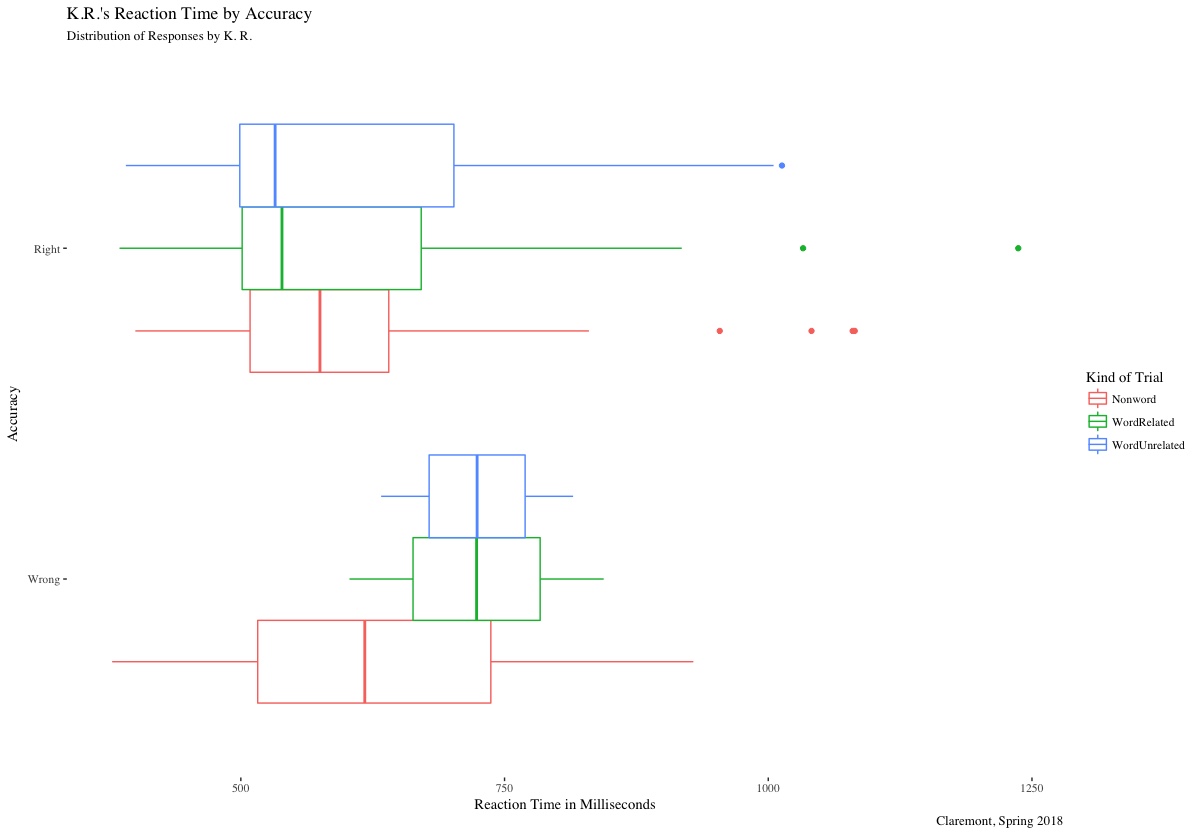 K.R.'s Reaction Time by Accuracy
Distribution of Responses by K. R.
Right
Accuracy
Wrong
Kind of Trial
Nonword
WordRelated
WordUnrelated
500
750
1000
1250
Reaction Time in Milliseconds
Claremont, Spring 2018